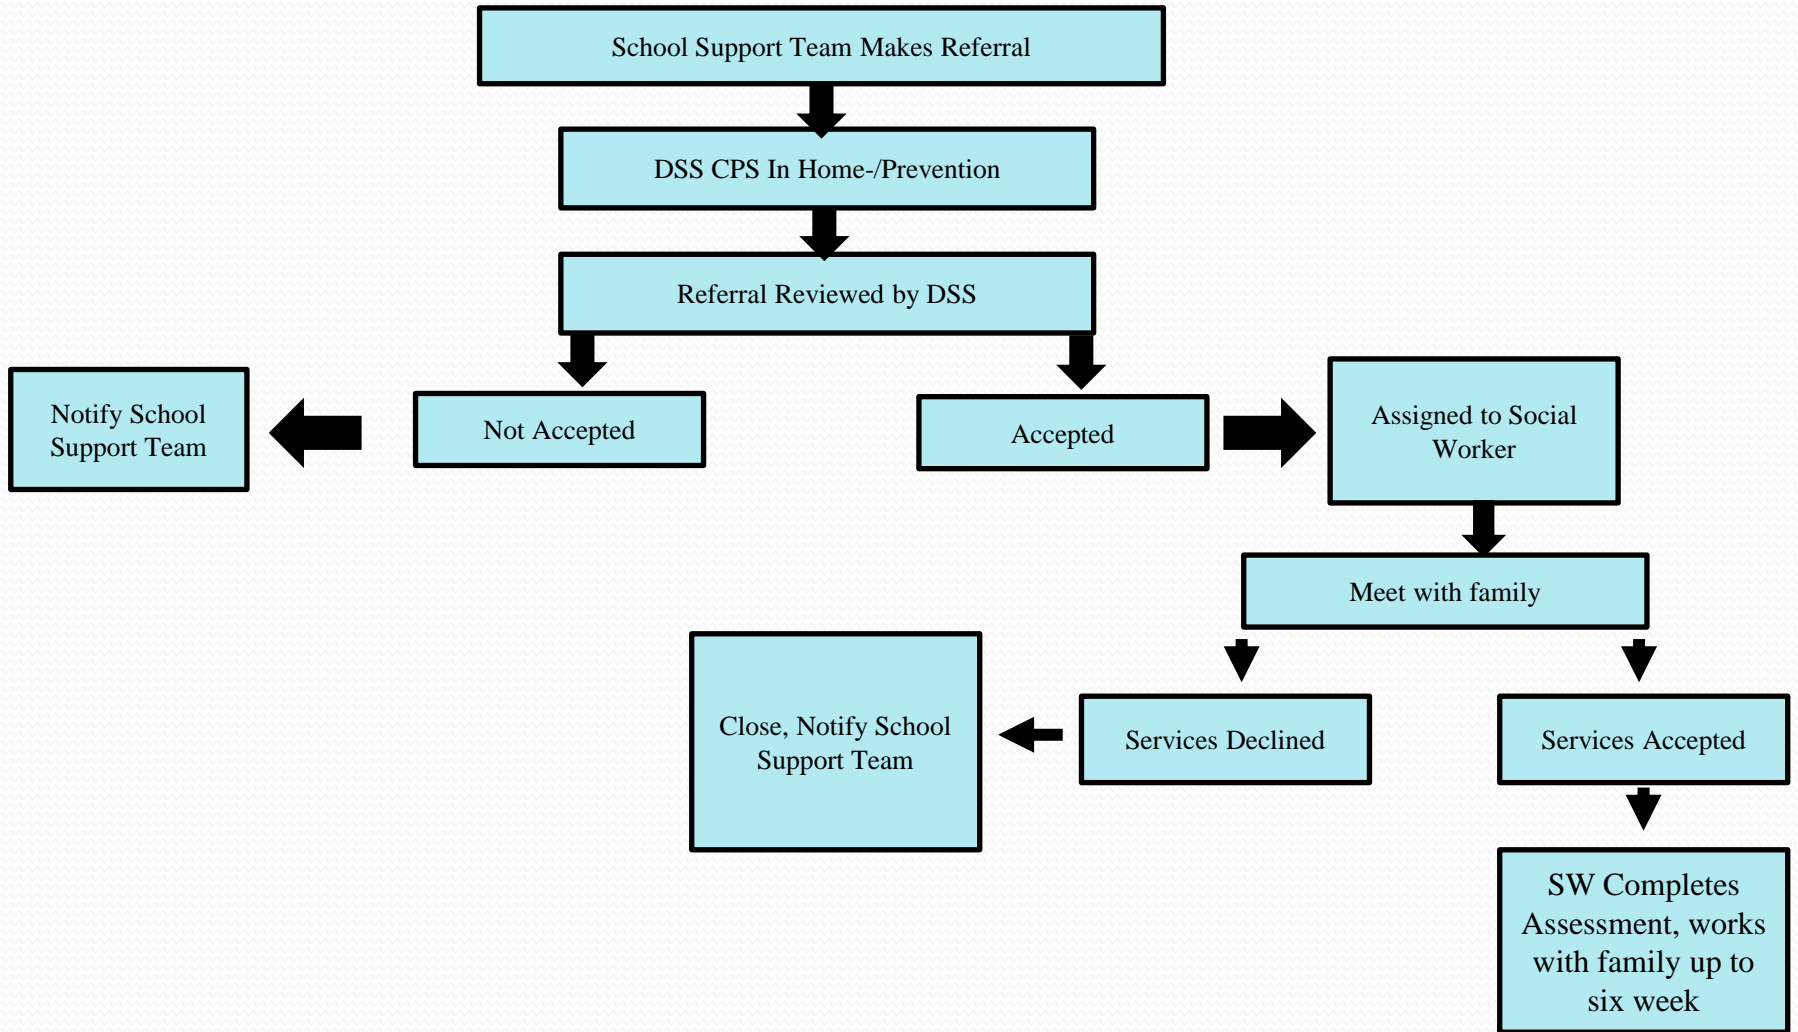 School Support Team Makes Referral
DSS CPS In Home-/Prevention
Referral Reviewed by DSS
Notify School
Support Team
Not Accepted
Accepted
Assigned to Social
Worker
Meet with family
Close, Notify School
Support Team
Services Declined
Services Accepted
SW Completes
Assessment, works
with family up to
six week